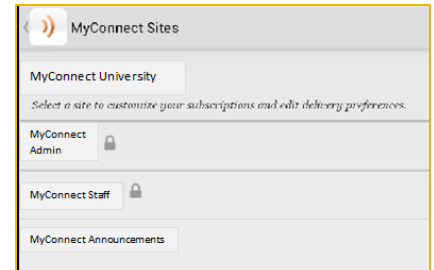 MyConnect Sites
MyConnect University
Select a site to customize your subscriptions and edit delivery preferences.
MyConnect
Admin
MyConnect Staff
MyConnect Announcements